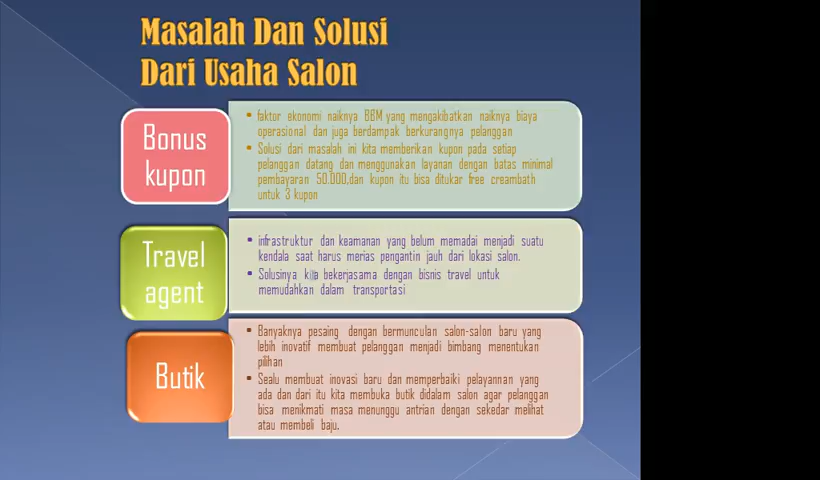 Masalah Dan Solusi
Dari Usaha Salon
Bonus
kupon
• faktor ekonomi naiknya BBM yang mengakibatkan naiknya biaya
operasional dan juga berdampak berkurangnya pelanggan
• Solusi dari masalah ini kita memberikan kupon pada setiap
pelanggan datang dan menggunakan layanan dengan batas minimal
pembayaran 50.000,dan kupon itu bisa ditukar free creambath
untuk 3 kupon
Travel
agent
• infrastruktur dan keamanan yang belum memadai menjadi suatu
kendala saat harus merias pengantin jauh dari lokasi salon.
• Solusinya kita bekerjasama dengan bisnis travel untuk
memudahkan dalam transportasi
Butik
• Banyaknya pesaing dengan bermunculan salon-salon baru yang
lebih inovatif membuat pelanggan menjadi bimbang menentukan
pilihan
• Sealu membuat inovasi baru dan memperbaiki pelayannan yang
ada dan dari itu kita membuka butik didalam salon agar pelanggan
bisa menikmati masa menunggu antrian dengan sekedar melihat
atau membeli baju.